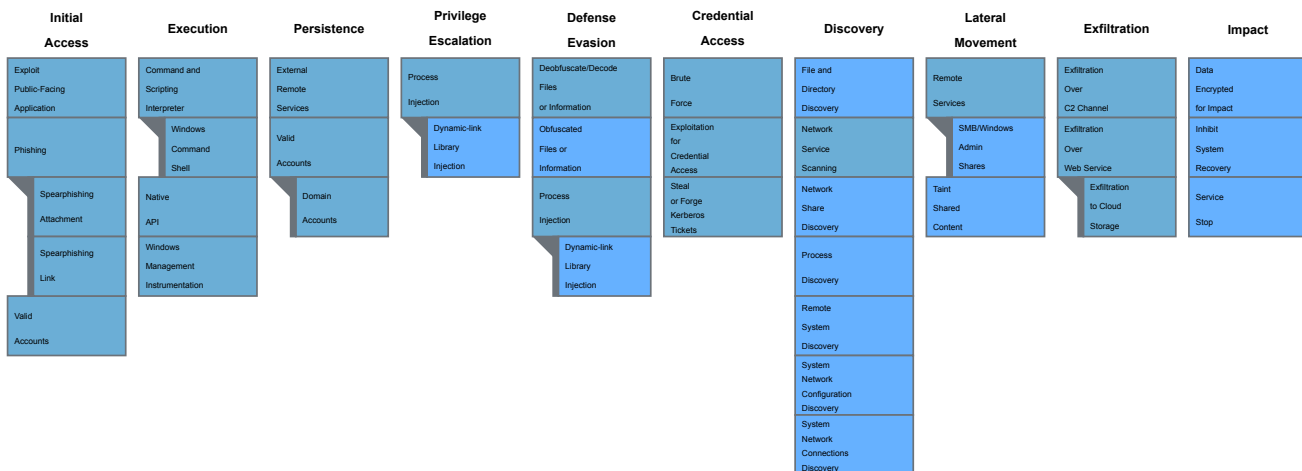 Initial
Access
Execution
Persistence
Privilege
Escalation
Defense
Evasion
Credential
Access
Discovery
Lateral
Movement
Exfiltration
Impact
Exploit
Public-Facing
Application
Phishing
Spearphishing
Attachment
Spearphishing
Link
Valid
Accounts
Command and
Scripting
Interpreter
Windows
Command
Shell
Native
API
Windows
Management
Instrumentation
External
Remote
Services
Valid
Accounts
Domain
Accounts
Process
Injection
Dynamic-link
Library
Injection
Deobfuscate/Decode
Files
or Information
Obfuscated
Files or
Information
Process
Injection
Dynamic-link
Library
Injection
Brute
Force
Exploitation
for
Credential
Access
Steal
or Forge
Kerberos
Tickets
File and
Directory
Discovery
Network
Service
Scanning
Network
Share
Discovery
Process
Discovery
Remote
System
Discovery
System
Network
Configuration
Discovery
System
Network
Connections
Discovery
Remote
Services
SMB/Windows
Admin
Shares
Taint
Shared
Content
Exfiltration
Over
C2 Channel
Exfiltration
Over
Web Service
Exfiltration
to Cloud
Storage
Data
Encrypted
for Impact
Inhibit
System
Recovery
Service
Stop